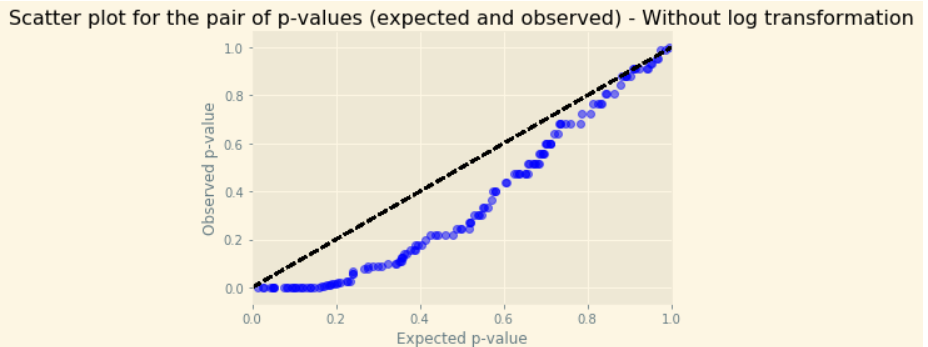 Scatter plot for the pair of p-values (expected and observed) - Without log transformation
1.0
0.8
0.6
0.4
0.2
0.0
Observed p-value
0.0 0.2 0.4 0.6 0.8 1.0
Expected p-value